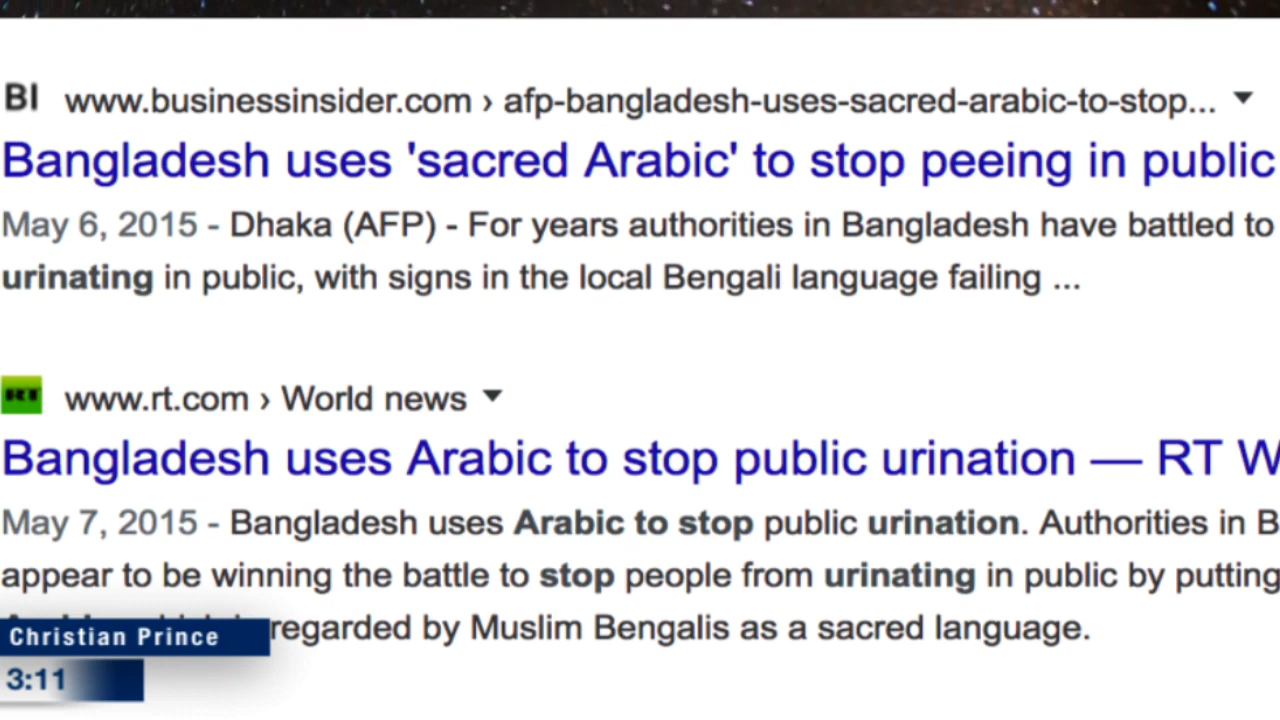 BI www.businessinsider.com › afp-bangladesh-uses-sacred-arabic-to-stop...
Bangladesh uses 'sacred Arabic' to stop peeing in public
May 6, 2015 - Dhaka (AFP) - For years authorities in Bangladesh have battled to
urinating in public, with signs in the local Bengali language failing ...
RT www.rt.com › World news
Bangladesh uses Arabic to stop public urination — RT W
May 7, 2015 - Bangladesh uses Arabic to stop public urination. Authorities in B
appear to be winning the battle to stop people from urinating in public by putting
regarded by Muslim Bengalis as a sacred language.
Christian Prince
3:11